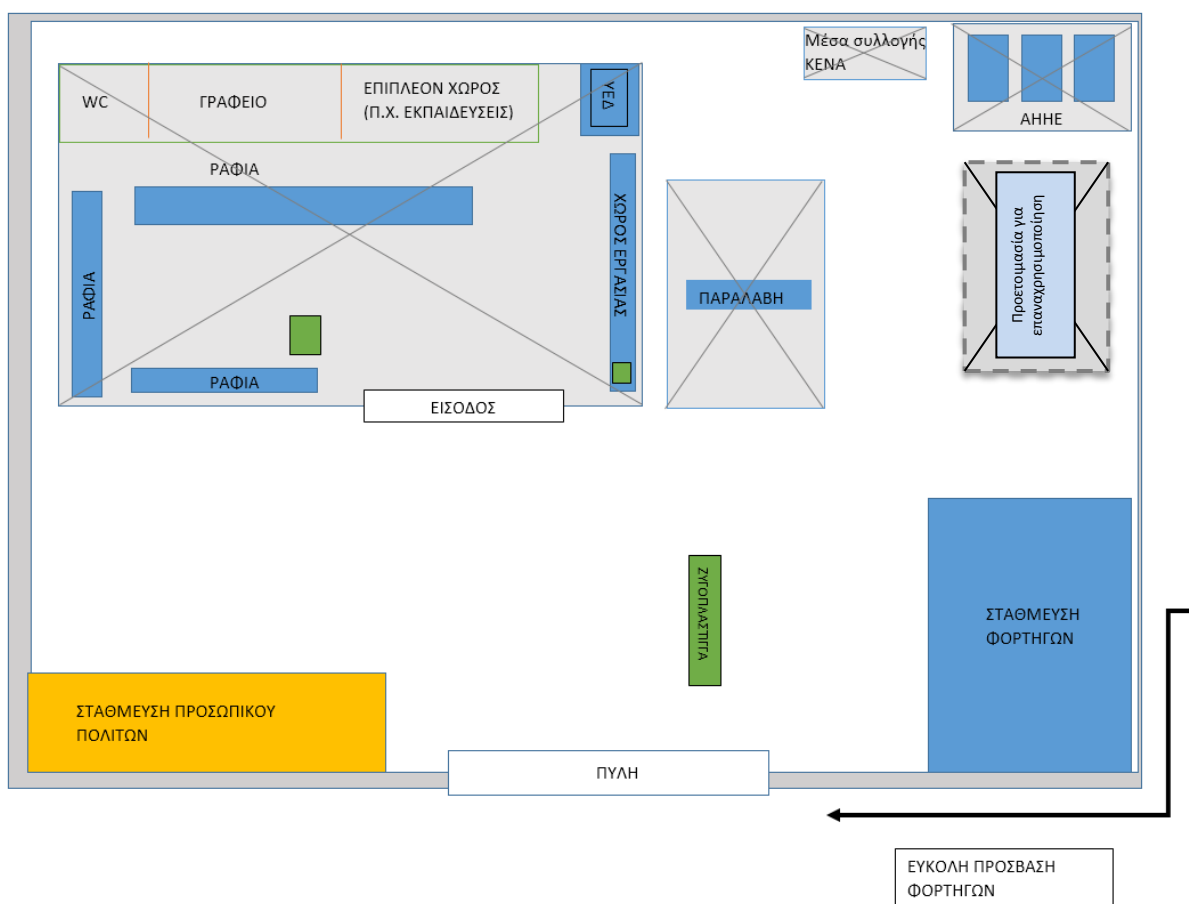 Μέσα συλλογής
ΚΕΝΑ
ΑΗΗΕ
WC
ΓΡΑΦΕΙΟ
ΕΠΙΠΛΕΟΝ ΧΩΡΟΣ
(Π.Χ. ΕΚΠΑΙΔΕΥΣΕΙΣ)
ΥΕΔ
ΡΑΦΙΑ
ΡΑΦΙΑ
ΡΑΦΙΑ
ΧΩΡΟΣ ΕΡΓΑΣΙΑΣ
ΕΙΣΟΔΟΣ
ΠΑΡΑΛΑΒΗ
Προετοιμασία για
επαναχρησιμοποίηση
ΖΥΓΟΠΛΑΣΤΙΓΓΑ
ΣΤΑΘΜΕΥΣΗ
ΦΟΡΤΗΓΩΝ
ΣΤΑΘΜΕΥΣΗ ΠΡΟΣΩΠΙΚΟΥ
ΠΟΛΙΤΩΝ
ΠΥΛΗ
ΕΥΚΟΛΗ ΠΡΟΣΒΑΣΗ
ΦΟΡΤΗΓΩΝ